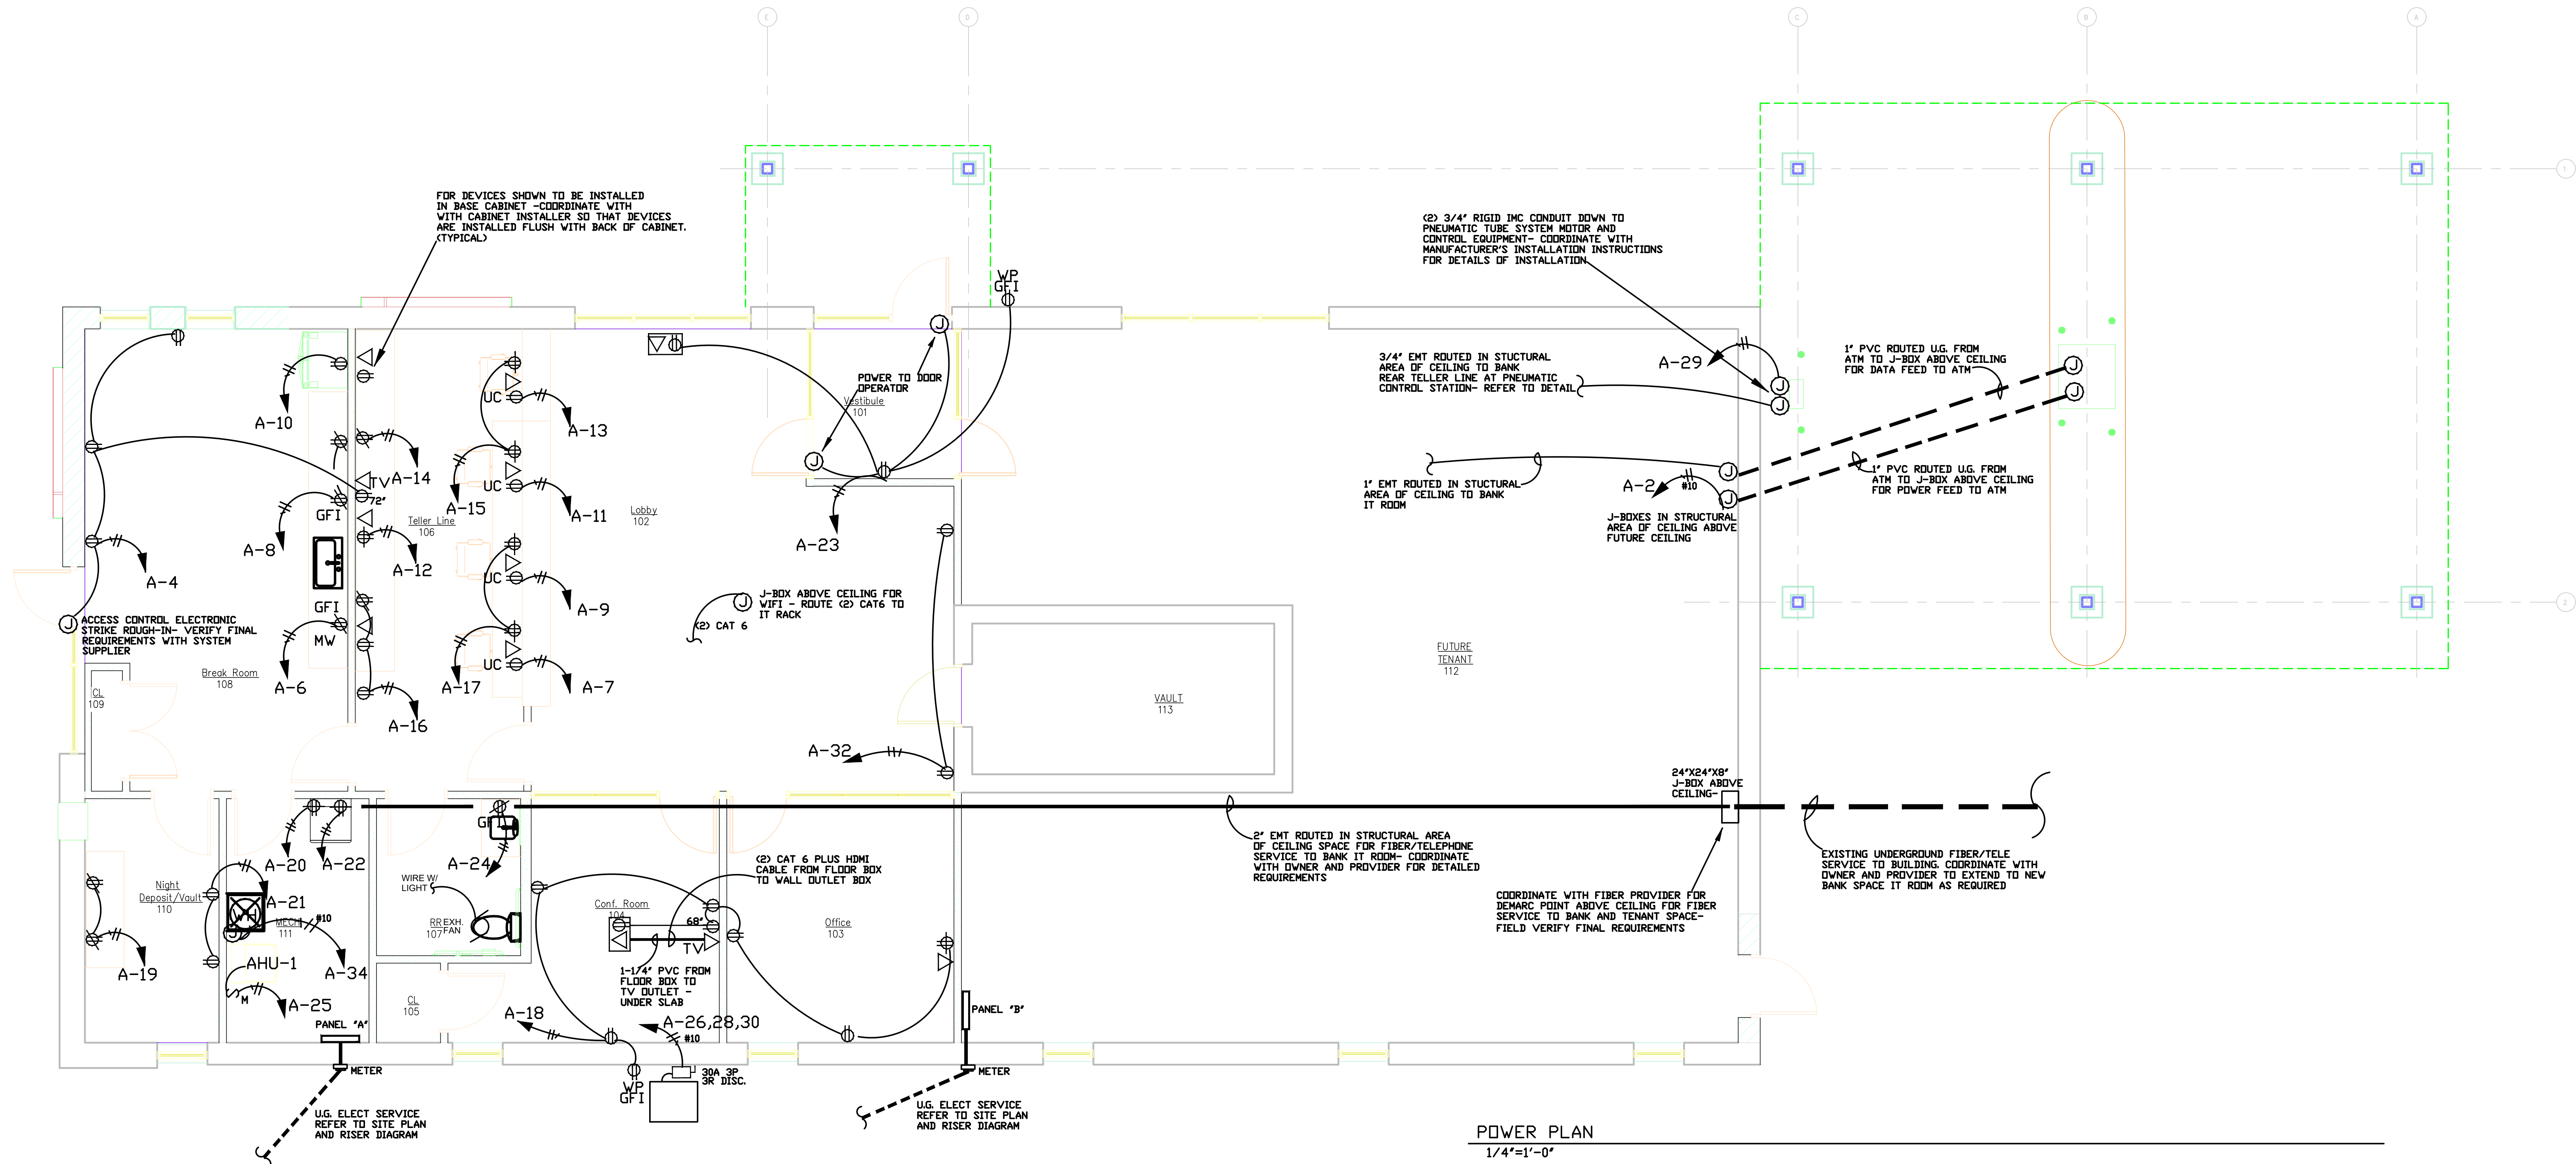 E
D
C
B
A
1
FOR DEVICES SHOWN TO BE INSTALLED
IN BASE CABINET -COORDINATE WITH
WITH CABINET INSTALLER SO THAT DEVICES
ARE INSTALLED FLUSH WITH BACK OF CABINET.
(TYPICAL)
(2) 3/4" RIGID IMC CONDUIT DOWN TO
PNEUMATIC TUBE SYSTEM MOTOR AND
CONTROL EQUIPMENT- COORDINATE WITH
MANUFACTURER'S INSTALLATION INSTRUCTIONS
FOR DETAILS OF INSTALLATION
WP
GFI
J
POWER TO DOOR
OPERATOR
Vestibule
101
J
3/4" EMT ROUTED IN STUCTURAL
AREA OF CEILING TO BANK
REAR TELLER LINE AT PNEUMATIC
CONTROL STATION- REFER TO DETAIL
A-29
J
J
1" PVC ROUTED U.G. FROM
ATM TO J-BOX ABOVE CEILING
FOR DATA FEED TO ATM
J
J
1" PVC ROUTED U.G. FROM
ATM TO J-BOX ABOVE CEILING
FOR POWER FEED TO ATM
1" EMT ROUTED IN STUCTURAL
AREA OF CEILING TO BANK
IT ROOM
A-2
#10
J
J
J-BOXES IN STRUCTURAL
AREA OF CEILING ABOVE
FUTURE CEILING
A-10
UC
A-13
A-14
TV
72"
A-15
UC
A-11
GFI
A-8
Teller Line
106
Lobby
102
A-12
A-23
A-4
UC
A-9
GFI
MW
A-6
J
ACCESS CONTROL ELECTRONIC
STRIKE ROUGH-IN- VERIFY FINAL
REQUIREMENTS WITH SYSTEM
SUPPLIER
J
J-BOX ABOVE CEILING FOR
WIFI - ROUTE (2) CAT6 TO
IT RACK
(2) CAT 6
2
Break Room
108
CL
109
A-17
UC
A-7
A-16
A-32
VAULT
113
FUTURE
TENANT
112
24"X24"X8"
J-BOX ABOVE
CEILING-
A-20
A-22
GFI
A-24
WIRE W/
LIGHT
(2) CAT 6 PLUS HDMI
CABLE FROM FLOOR BOX
TO WALL OUTLET BOX
2" EMT ROUTED IN STRUCTURAL AREA
OF CEILING SPACE FOR FIBER/TELEPHONE
SERVICE TO BANK IT ROOM- COORDINATE
WITH OWNER AND PROVIDER FOR DETAILED
REQUIREMENTS
COORDINATE WITH FIBER PROVIDER FOR
DEMARC POINT ABOVE CEILING FOR FIBER
SERVICE TO BANK AND TENANT SPACE-
FIELD VERIFY FINAL REQUIREMENTS
EXISTING UNDERGROUND FIBER/TELE
SERVICE TO BUILDING. COORDINATE WITH
OWNER AND PROVIDER TO EXTEND TO NEW
BANK SPACE IT ROOM AS REQUIRED
Night
Deposit/Vault
110
A-21
WH
J
MECH
111
#10
RR
107
EXH.
FAN
Conf. Room
104
68"
TV
Office
103
A-19
AHU-1
M
A-34
A-25
CL
105
1-1/4" PVC FROM
FLOOR BOX TO
TV OUTLET -
UNDER SLAB
A-18
A-26,28,30
#10
PANEL "A"
PANEL "B"
METER
WP
GFI
30A 3P
3R DISC.
METER
U.G. ELECT SERVICE
REFER TO SITE PLAN
AND RISER DIAGRAM
U.G. ELECT SERVICE
REFER TO SITE PLAN
AND RISER DIAGRAM
POWER PLAN
1/4"=1'-0"